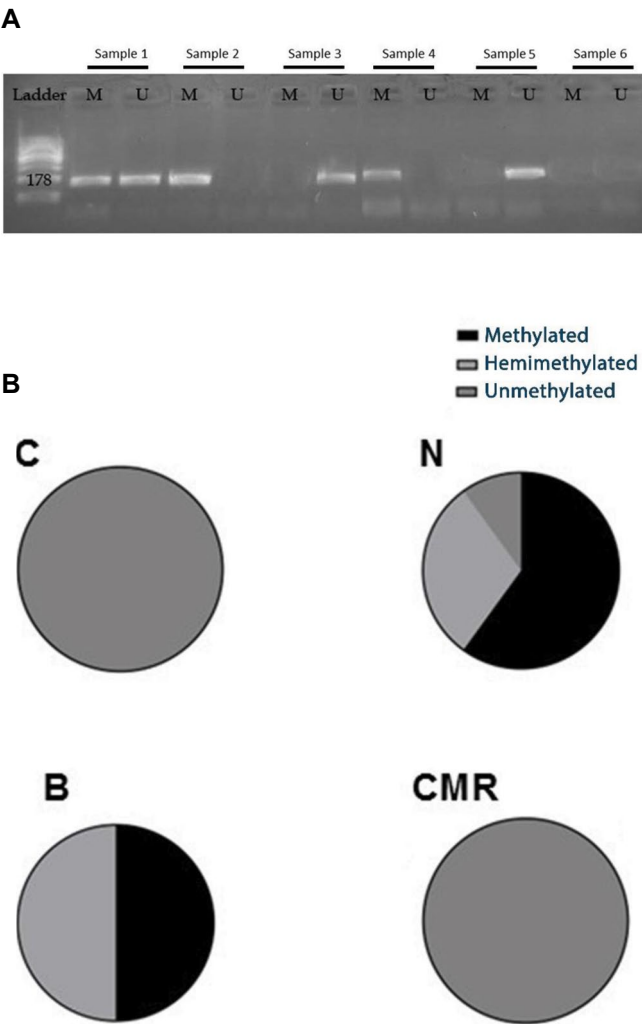 A
Sample 1 Sample 2 Sample 3 Sample 4 Sample 5 Sample 6
Ladder M U M U M U M U M U M U
178
Methylated
Hemimethylated
Unmethylated
B
C N
B CMR